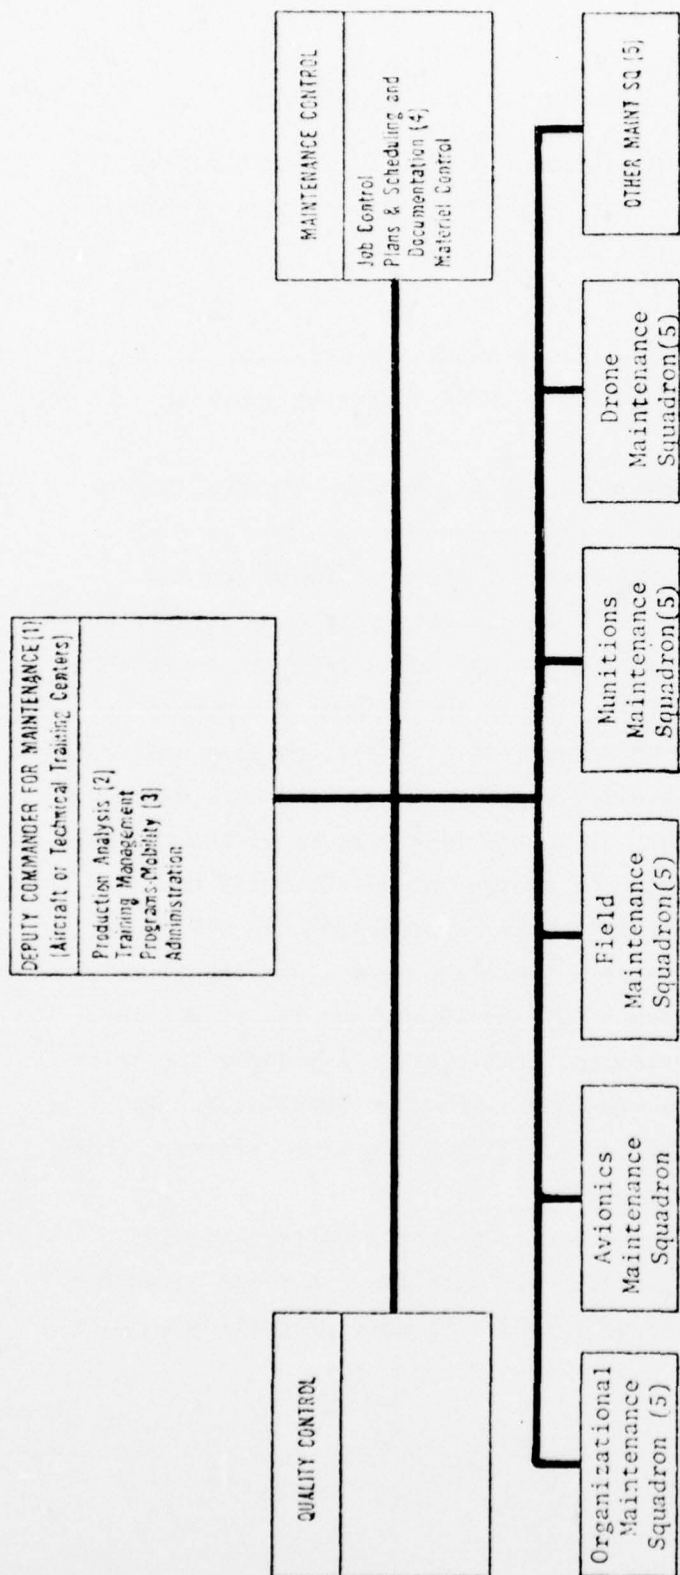 DEPUTY COMMANDER FOR MAINTENANCE(1)
(Aircraft or Technical Training Centers)
Production Analysis (2)
Training Management
Programs-Mobility (3)
Administration
QUALITY CONTROL
MAINTENANCE CONTROL
Job Control
Plans & Scheduling and
Documentation (4)
Materiel Control
Organizational
Maintenance
Squadron (5)
Avionics
Maintenance
Squadron
Field
Maintenance
Squadron(5)
Munitions
Maintenance
Squadron(5)
Drone
Maintenance
Squadron(5)
OTHER MAINT SQ (5)